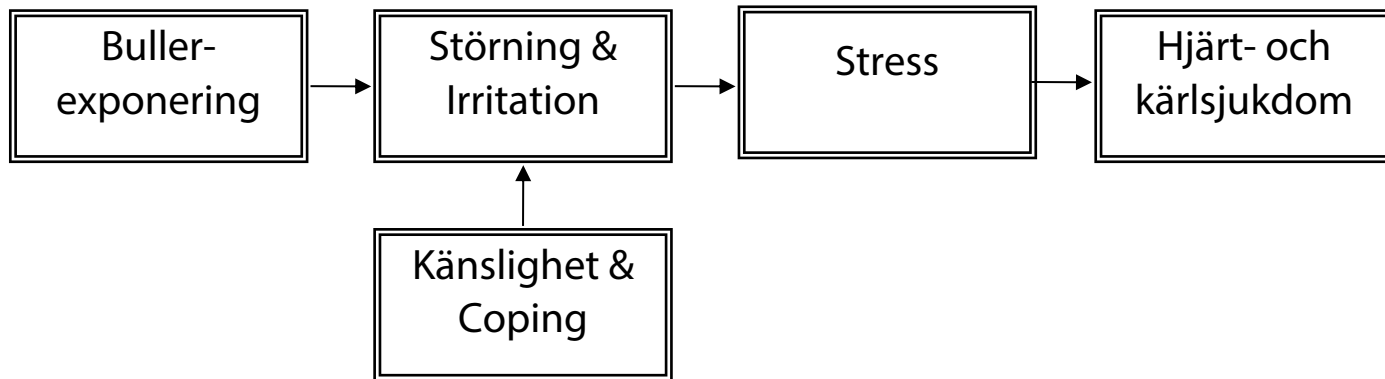 Buller-
exponering
Störning &
Irritation
Stress
Hjärt- och
kärlsjukdom
Känslighet &
Coping